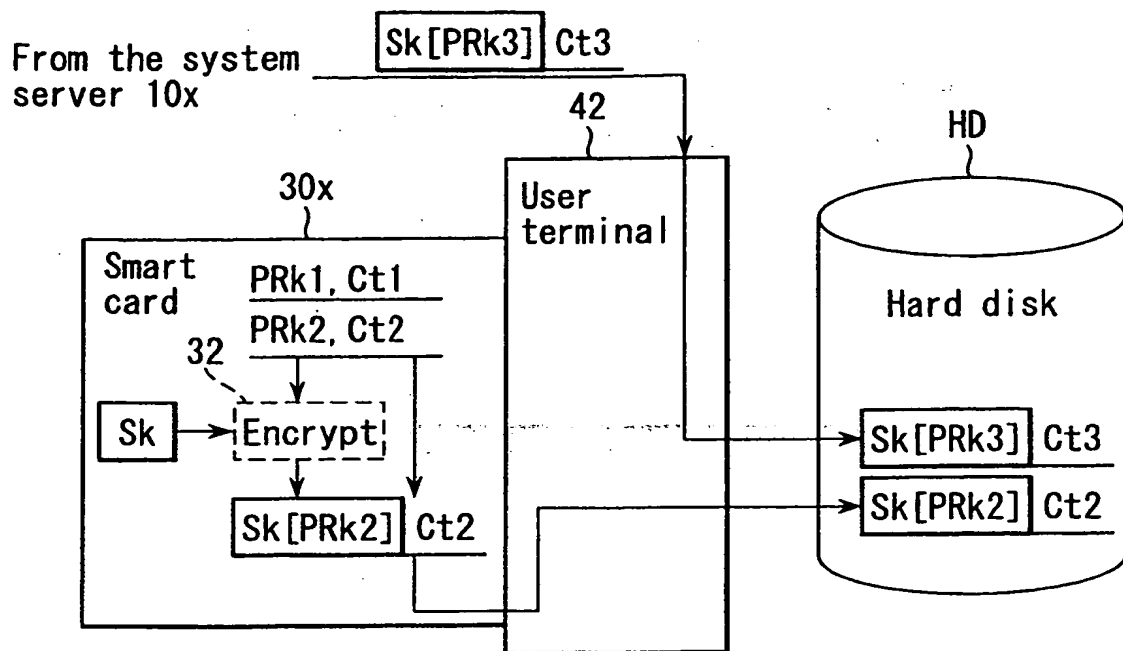 Sk[PRk3] Ct3
From the system
server 10x
42
HD
30x
User
terminal
Smart
card
PRk1, Ct1
PRk2, Ct2
Hard disk
32
Sk
Encrypt
Sk[PRk3] Ct3
Sk[PRk2] Ct2
Sk[PRk2] Ct2